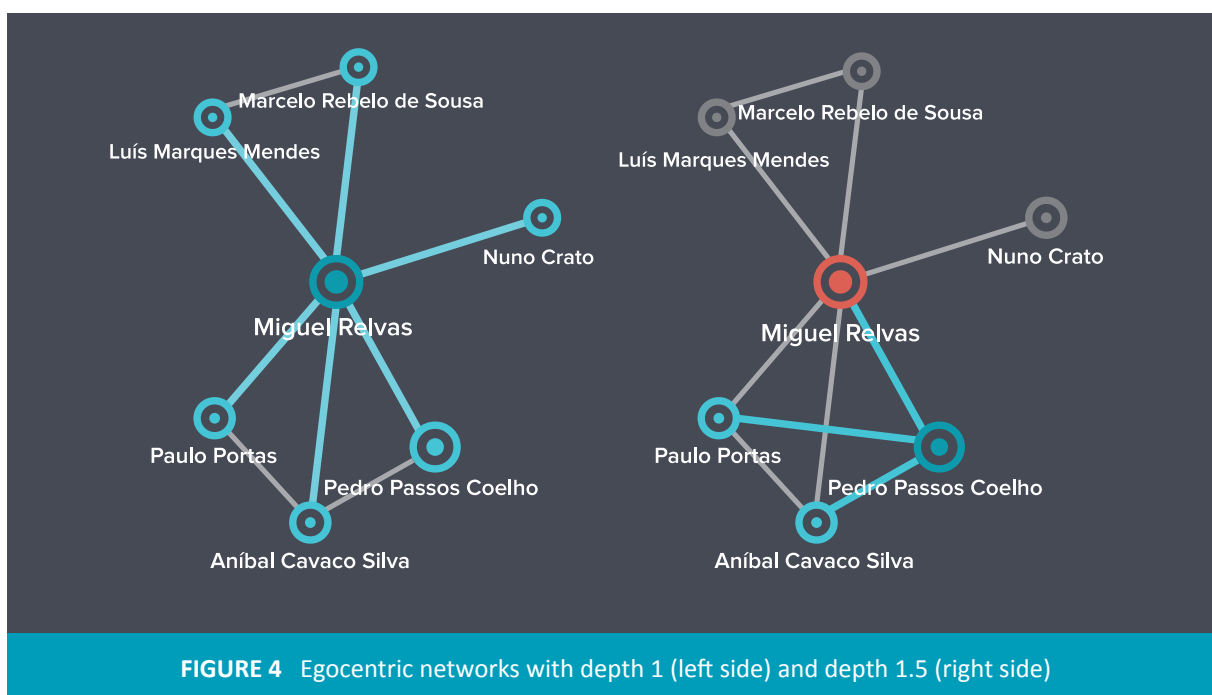 Marcelo Rebelo de Sousa
Luís Marques Mendes
Nuno Crato
Miguel Relvas
Paulo Portas
Pedro Passos Coelho
Aníbal Cavaco Silva
Marcelo Rebelo de Sousa
Luís Marques Mendes
Nuno Crato
Miguel Relvas
Paulo Portas
Pedro Passos Coelho
Aníbal Cavaco Silva
FIGURE 4 Egocentric networks with depth 1 (left side) and depth 1.5 (right side)